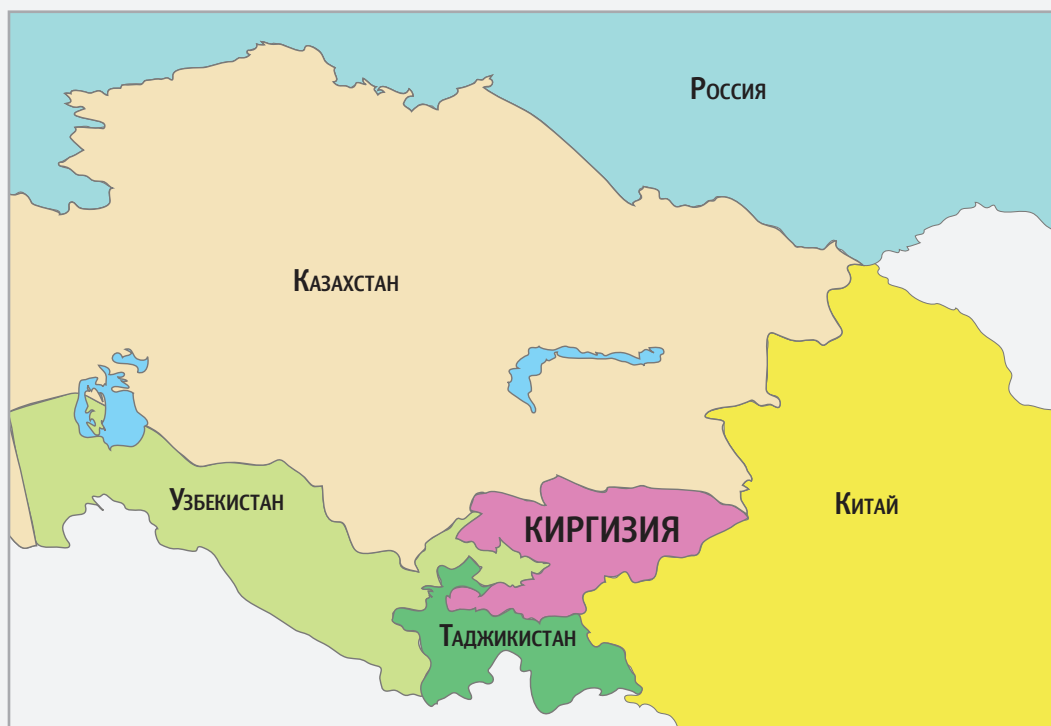 Россия
Казахстан
Узбекистан
КИРГИЗИЯ
Китай
Таджикистан